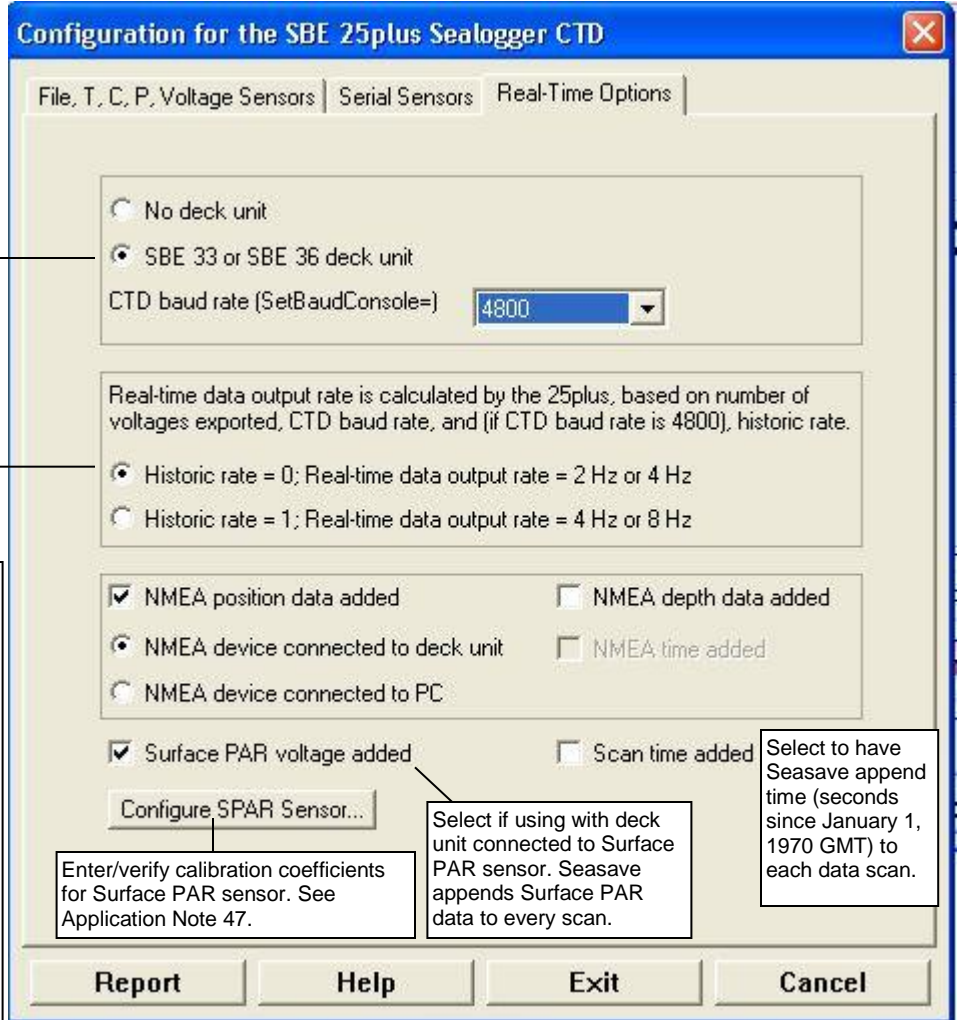 Configuration for the SBE 25plus Sealogger CTD
File, T, C, P, Voltage Sensors
Serial Sensors
Real-Time Options
No deck unit
SBE 33 or SBE 36 deck unit
CTD baud rate (SetBaudConsole=)
4800
Real-time data output rate is calculated by the 25plus, based on number of
voltages exported, CTD baud rate, and (if CTD baud rate is 4800), historic rate.
Historic rate = 0; Real-time data output rate = 2 Hz or 4 Hz
Historic rate = 1; Real-time data output rate = 4 Hz or 8 Hz
NMEA position data added
NMEA depth data added
NMEA device connected to deck unit
NMEA time added
NMEA device connected to PC
Surface PAR voltage added
Scan time added
Select to have
Seasave append
time (seconds
since January 1,
1970 GMT) to
each data scan.
Configure SPAR Sensor...
Select if using with deck
unit connected to Surface
PAR sensor. Seasave
appends Surface PAR
data to every scan.
Enter/verify calibration coefficients
for Surface PAR sensor. See
Application Note 47.
Report
Help
Exit
Cancel